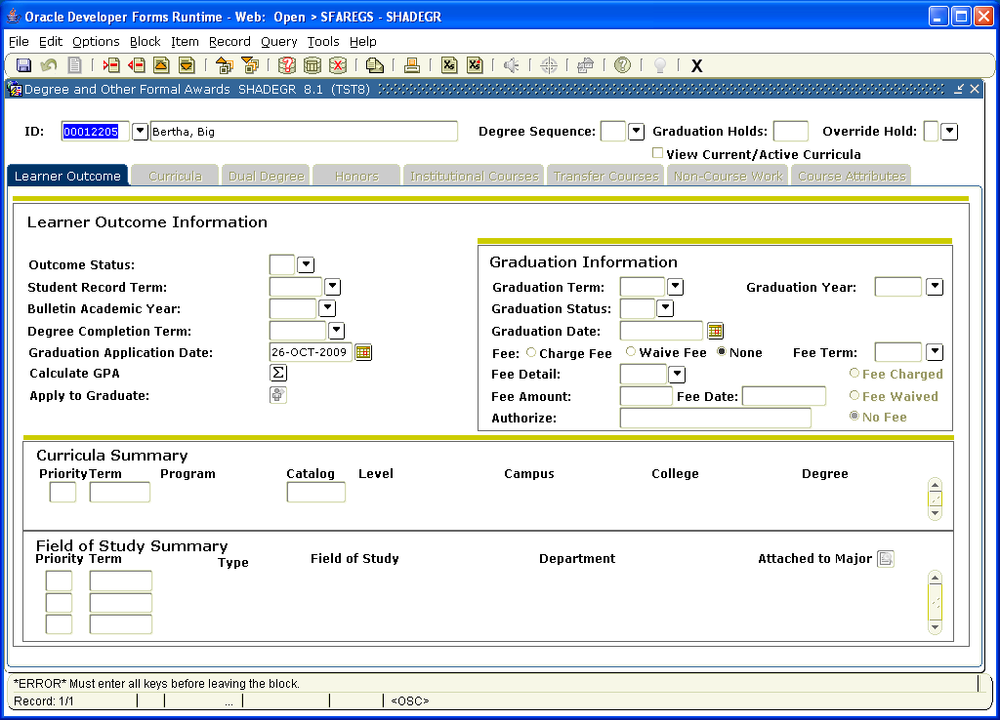 Oracle Developer Forms Runtime - Web: Open > SFAREGS - SHADEGR
File Edit Options Block Item Record Query Tools Help
X
Degree and Other Formal Awards SHADEGR 8.1 (TST8)
ID: 00012205 Bertha, Big Degree Sequence: Graduation Holds: Override Hold:
View Current/Active Curricula
Learner Outcome Curricula Dual Degree Honors Institutional Courses Transfer Courses Non-Course Work Course Attributes
Learner Outcome Information
Outcome Status:
Student Record Term:
Bulletin Academic Year:
Degree Completion Term:
Graduation Application Date: 26-OCT-2009
Calculate GPA Σ
Apply to Graduate:
Graduation Information
Graduation Term: Graduation Year:
Graduation Status:
Graduation Date:
Fee: Charge Fee Waive Fee None Fee Term:
Fee Detail: Fee Charged
Fee Amount: Fee Date: Fee Waived
Authorize: No Fee
Curricula Summary
Priority Term Program Catalog Level Campus College Degree
Field of Study Summary
Priority Term Type Field of Study Department Attached to Major
*ERROR* Must enter all keys before leaving the block.
Record: 1/1 ... <OSC>